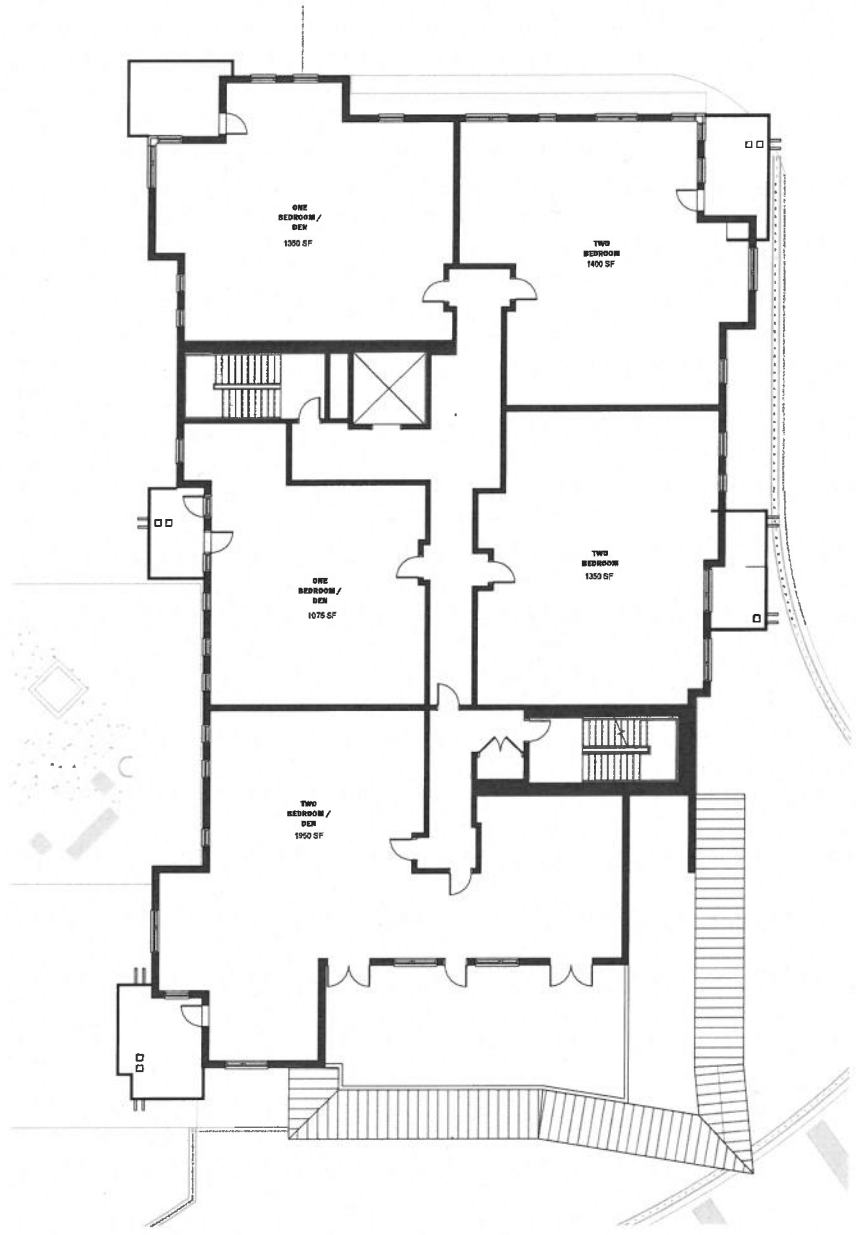 ONE
BEDROOM /
DEN
1350 SF
TWO
BEDROOM
1400 SF
TWO
BEDROOM
1350 SF
ONE
BEDROOM /
DEN
1075 SF
TWO
BEDROOM /
DEN
1950 SF